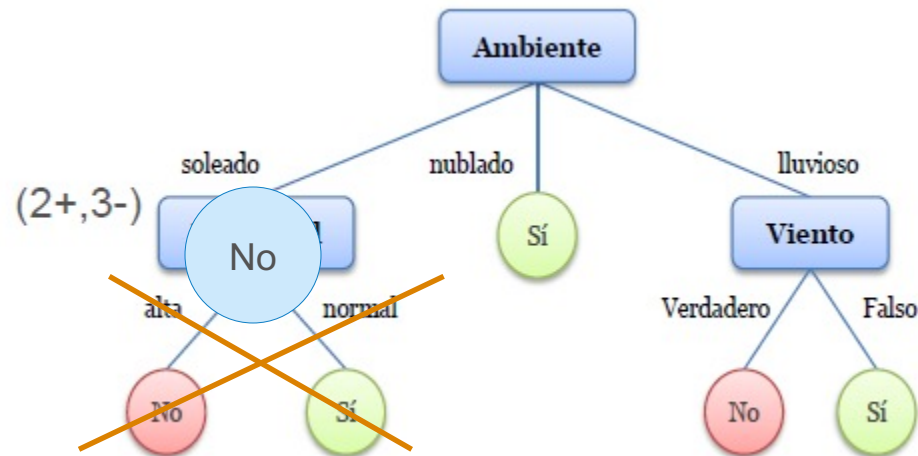 Ambiente
soleado nublado lluvioso
(2+,3-)
No Sí Viento
alta normal Verdadero Falso
No Sí No Sí